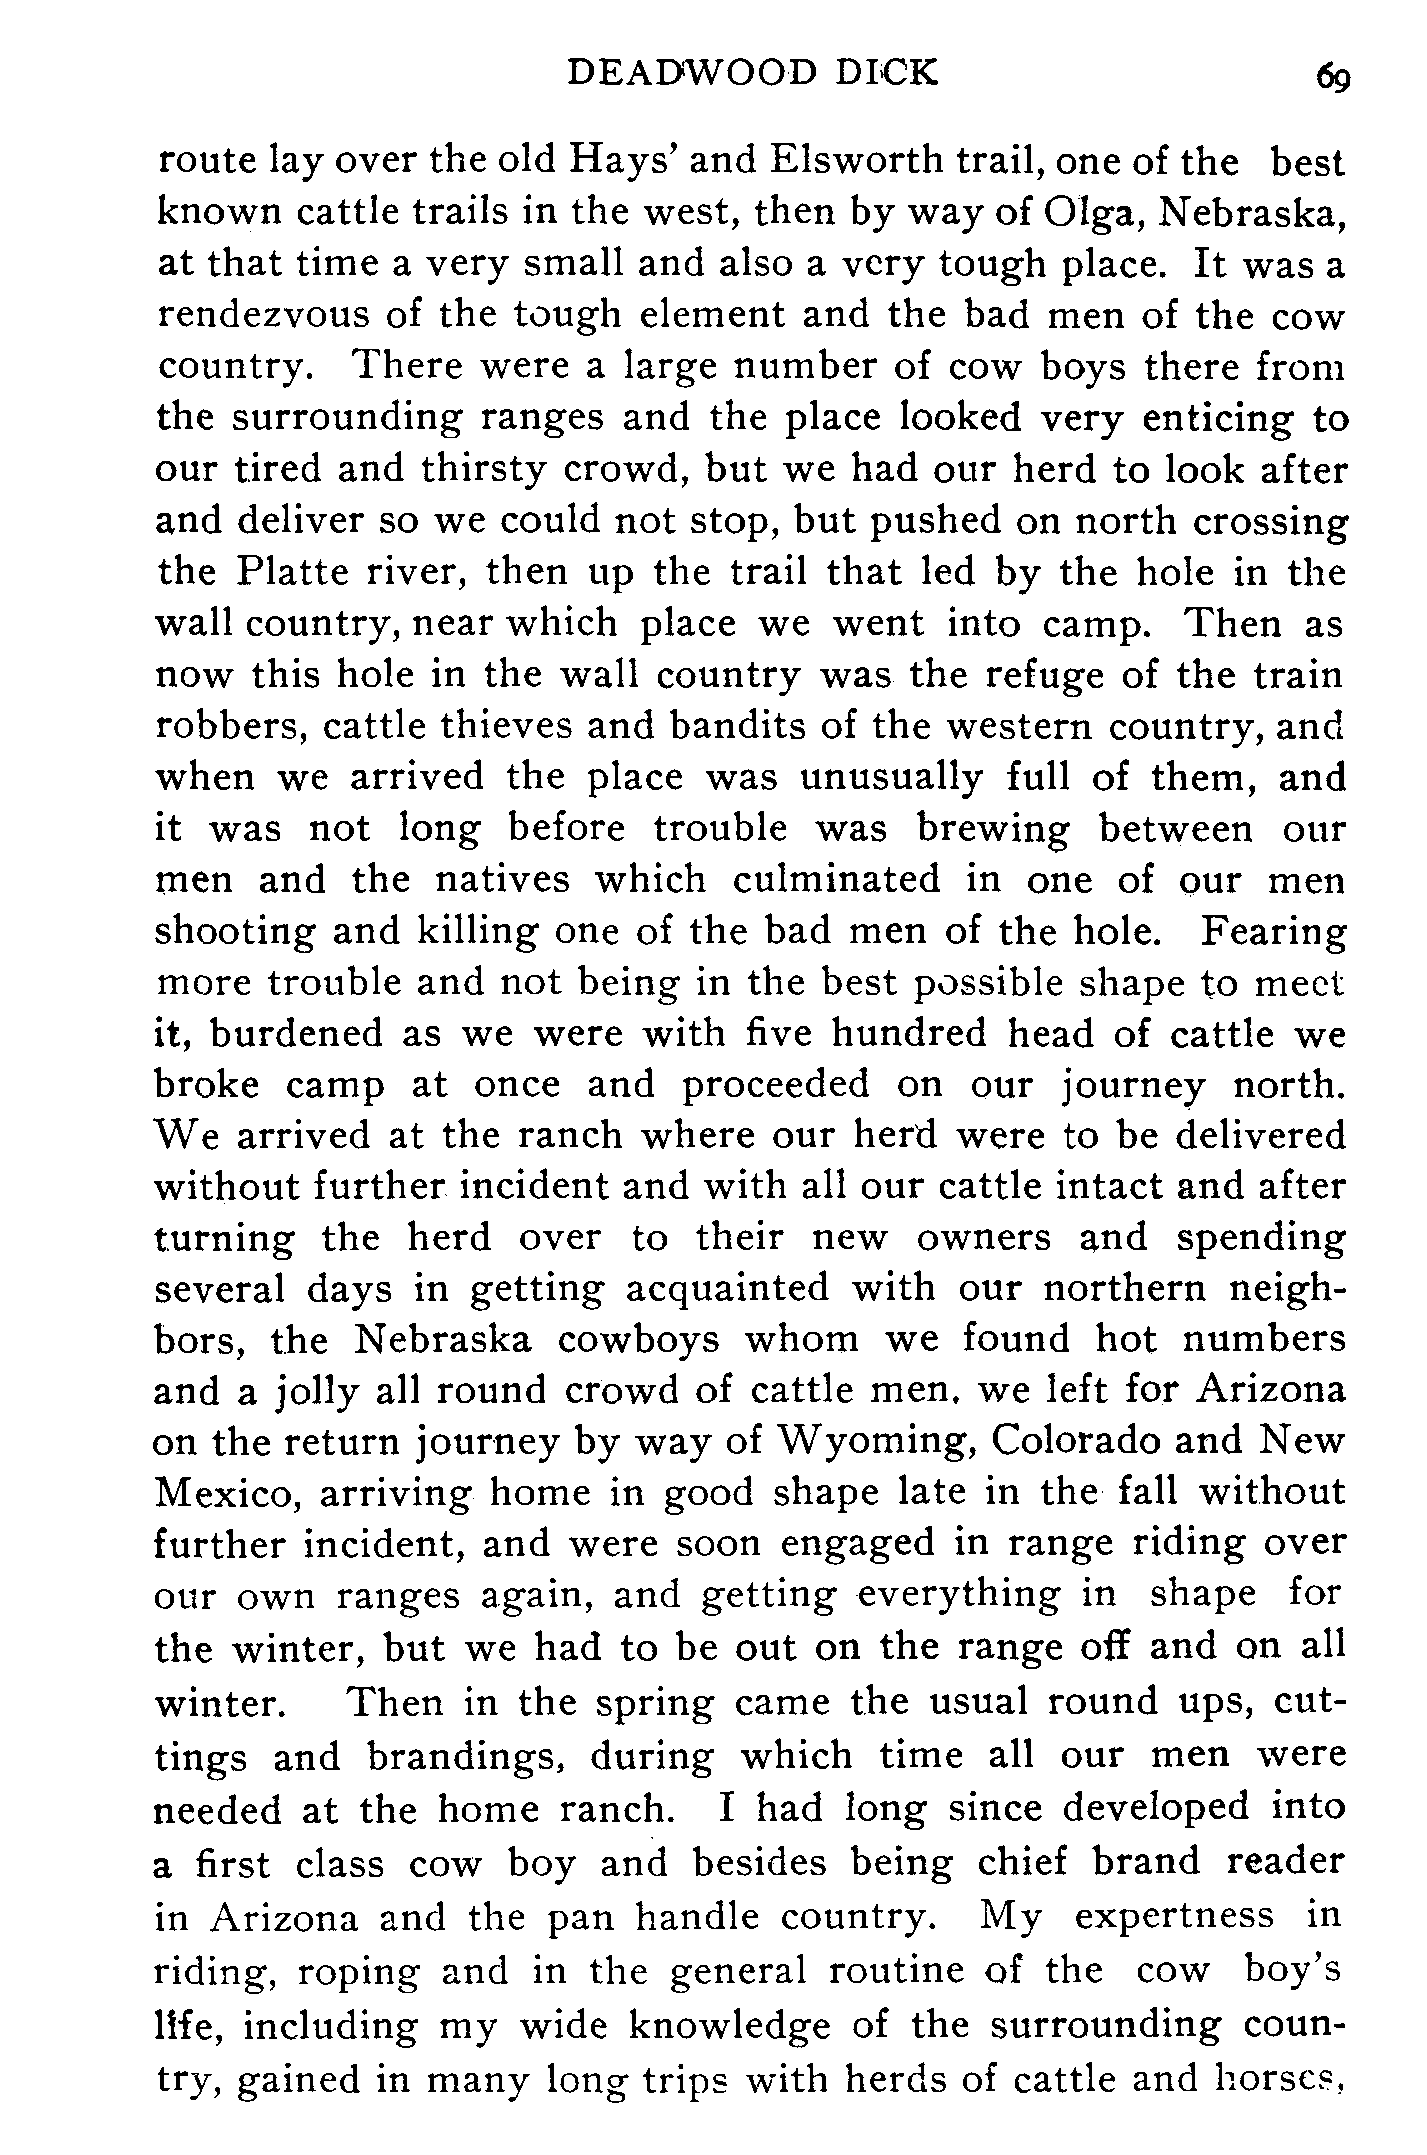 DEADWOOD DICK 69
route lay over the old Hays' and Elsworth trail, one of the best
known cattle trails in the west, then by way of Olga, Nebraska,
at that time a very small and also a very tough place. It was a
rendezvous of the tough element and the bad men of the cow
country. There were a large number of cow boys there from
the surrounding ranges and the place looked very enticing to
our tired and thirsty crowd, but we had our herd to look after
and deliver so we could not stop, but pushed on north crossing
the Platte river, then up the trail that led by the hole in the
wall country, near which place we went into camp. Then as
now this hole in the wall country was the refuge of the train
robbers, cattle thieves and bandits of the western country, and
when we arrived the place was unusually full of them, and
it was not long before trouble was brewing between our
men and the natives which culminated in one of our men
shooting and killing one of the bad men of the hole. Fearing
more trouble and not being in the best possible shape to meet
it, burdened as we were with five hundred head of cattle we
broke camp at once and proceeded on our journey north.
We arrived at the ranch where our herd were to be delivered
without further incident and with all our cattle intact and after
turning the herd over to their new owners and spending
several days in getting acquainted with our northern neigh-
bors, the Nebraska cowboys whom we found hot numbers
and a jolly all round crowd of cattle men, we left for Arizona
on the return journey by way of Wyoming, Colorado and New
Mexico, arriving home in good shape late in the fall without
further incident, and were soon engaged in range riding over
our own ranges again, and getting everything in shape for
the winter, but we had to be out on the range off and on all
winter. Then in the spring came the usual round ups, cut-
tings and brandings, during which time all our men were
needed at the home ranch. I had long since developed into
a first class cow boy and besides being chief brand reader
in Arizona and the pan handle country. My expertness in
riding, roping and in the general routine of the cow boy's
life, including my wide knowledge of the surrounding coun-
try, gained in many long trips with herds of cattle and horses,